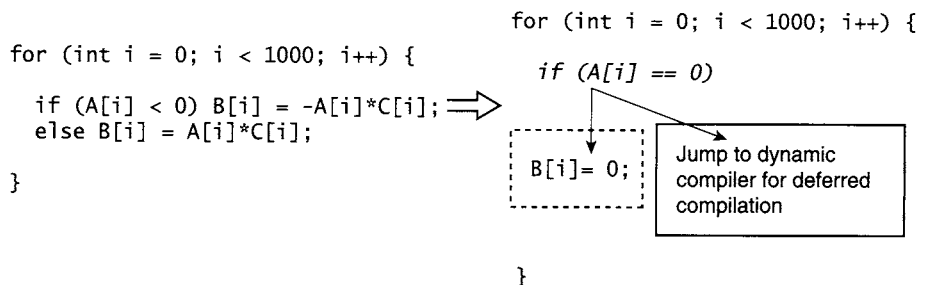 for (int i = 0; i < 1000; i++) {
if (A[i] < 0) B[i] = -A[i]*C[i];
else B[i] = A[i]*C[i];
}
for (int i = 0; i < 1000; i++) {
if (A[i] == 0)
B[i]= 0;
Jump to dynamic
compiler for deferred
compilation
}